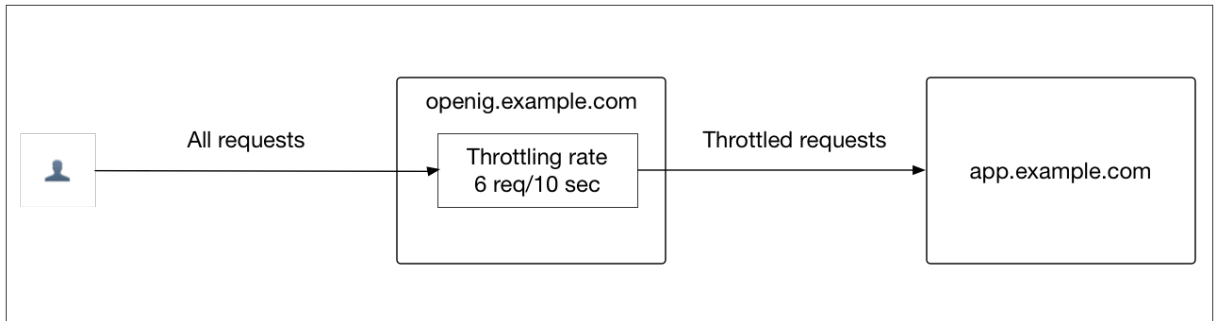 openig.example.com
All requests
Throttling rate
6 req/10 sec
Throttled requests
app.example.com